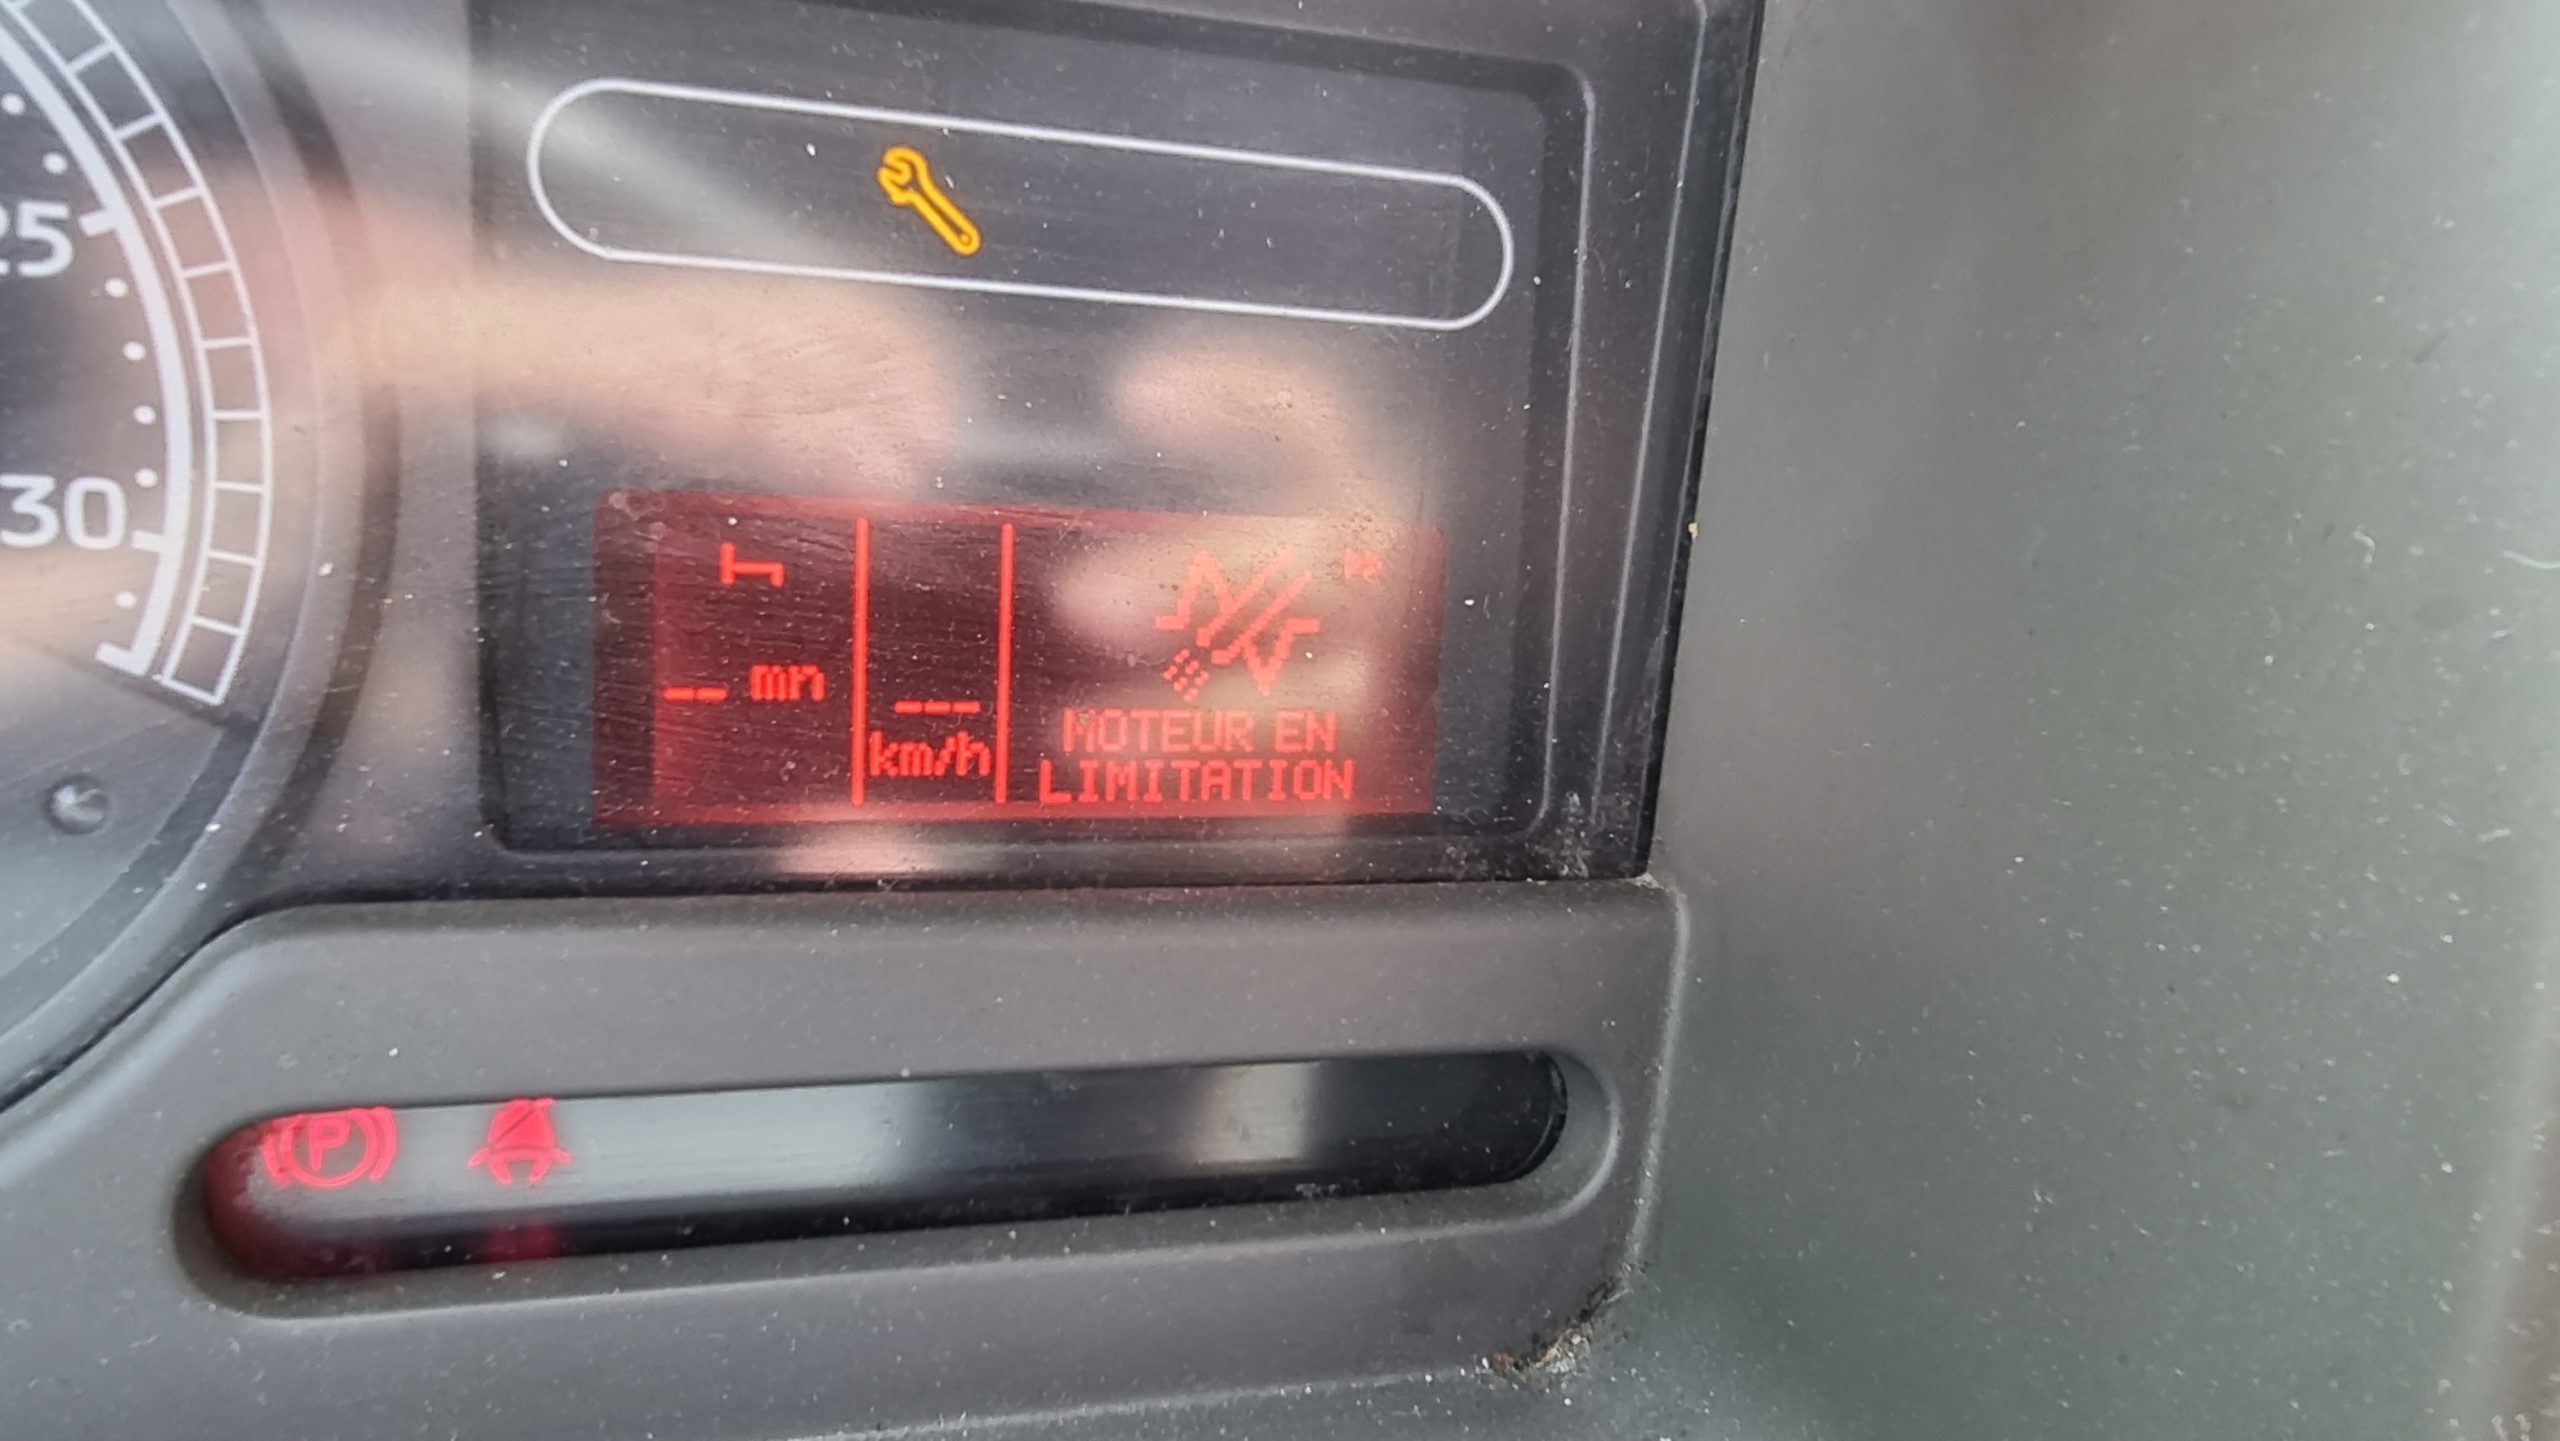 25
30
-- mn
---
km/h
MOTEUR EN
LIMITATION
P